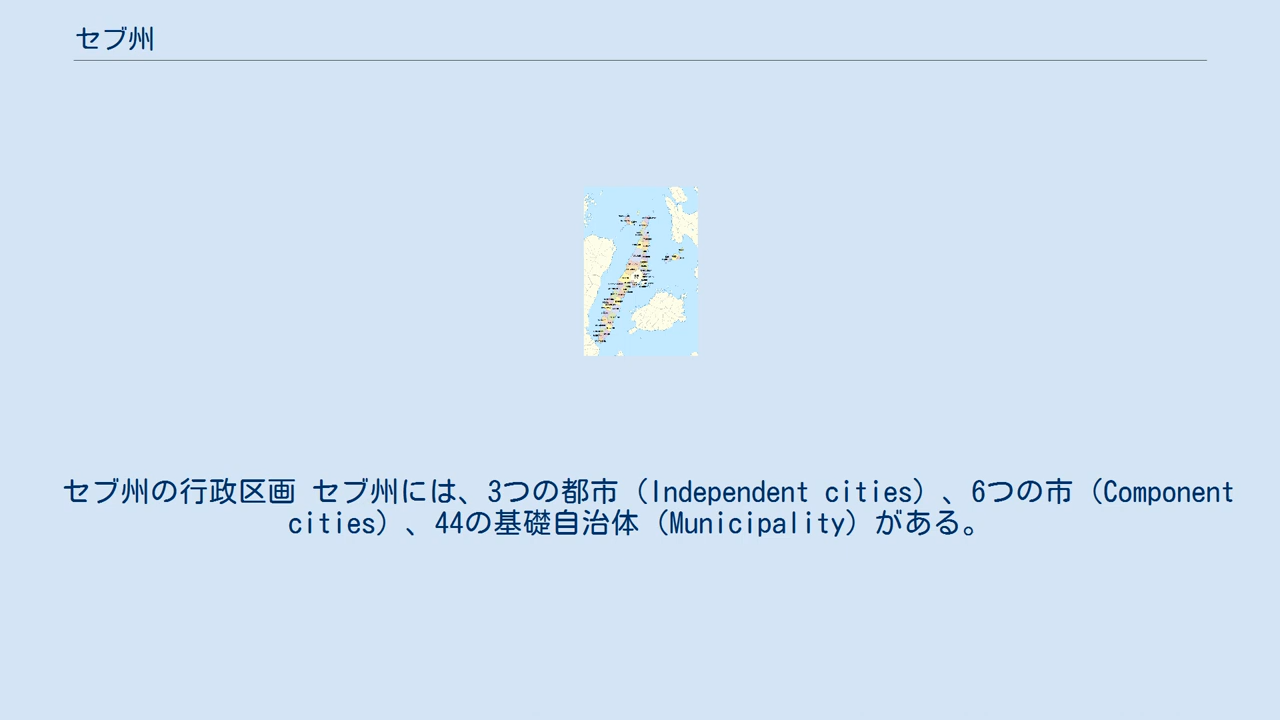 セブ州
セブ州の行政区画 セブ州には、3つの都市（Independent cities）、6つの市（Component
cities）、44の基礎自治体（Municipality）がある。